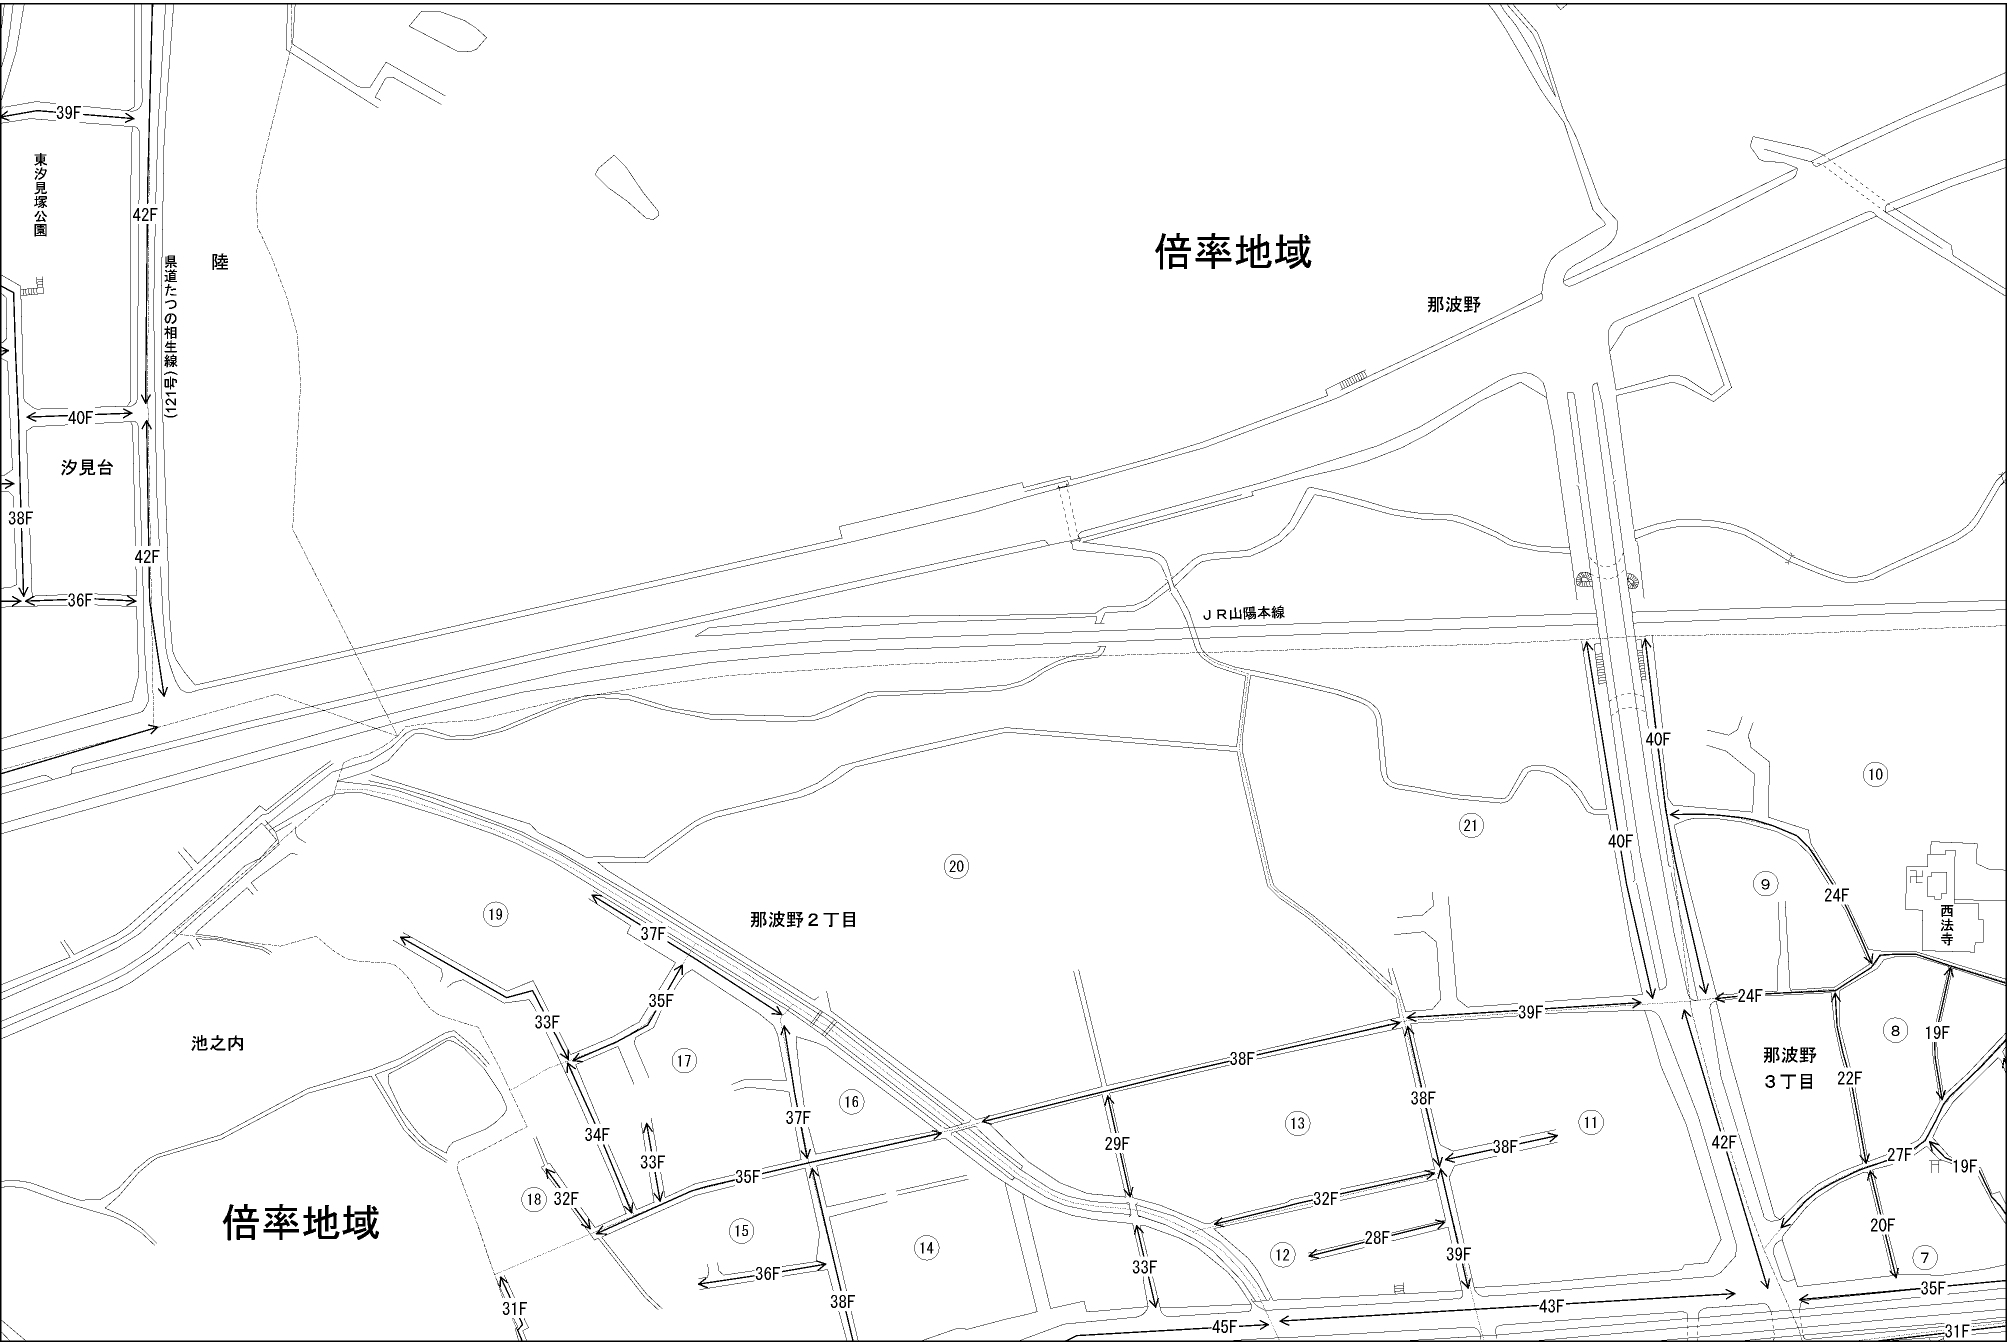 39F
東汐見塚公園
42F
陸
県道たつの相生線(121号)
倍率地域
那波野
40F
汐見台
38F
42F
36F
ＪＲ山陽本線
40F
40F
⑩
㉑
⑳
⑨
24F
卍
西法寺
⑲
37F
那波野２丁目
35F
33F
24F
39F
池之内
19F
⑧
那波野
３丁目
38F
⑰
22F
37F
⑯
38F
34F
29F
⑬
⑪
42F
33F
38F
27F
19F
35F
⑱
32F
32F
倍率地域
20F
⑮
28F
⑭
⑫
39F
⑦
33F
36F
35F
38F
31F
43F
45F
31F